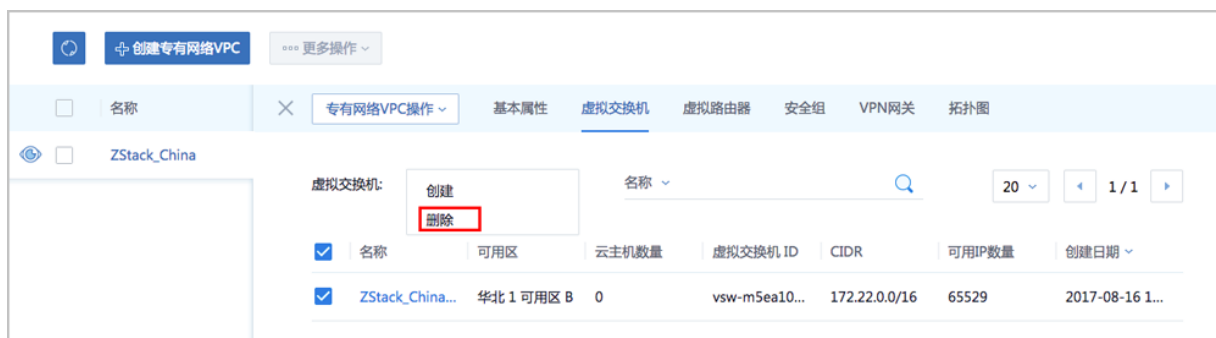 创建专有网络VPC 更多操作
名称 专有网络VPC操作 基本属性 虚拟交换机 虚拟路由器 安全组 VPN网关 拓扑图
ZStack_China
虚拟交换机: 创建 名称 20 1 / 1
删除
名称 可用区 云主机数量 虚拟交换机 ID CIDR 可用IP数量 创建日期
ZStack_China... 华北 1 可用区 B 0 vsw-m5ea10... 172.22.0.0/16 65529 2017-08-16 1...